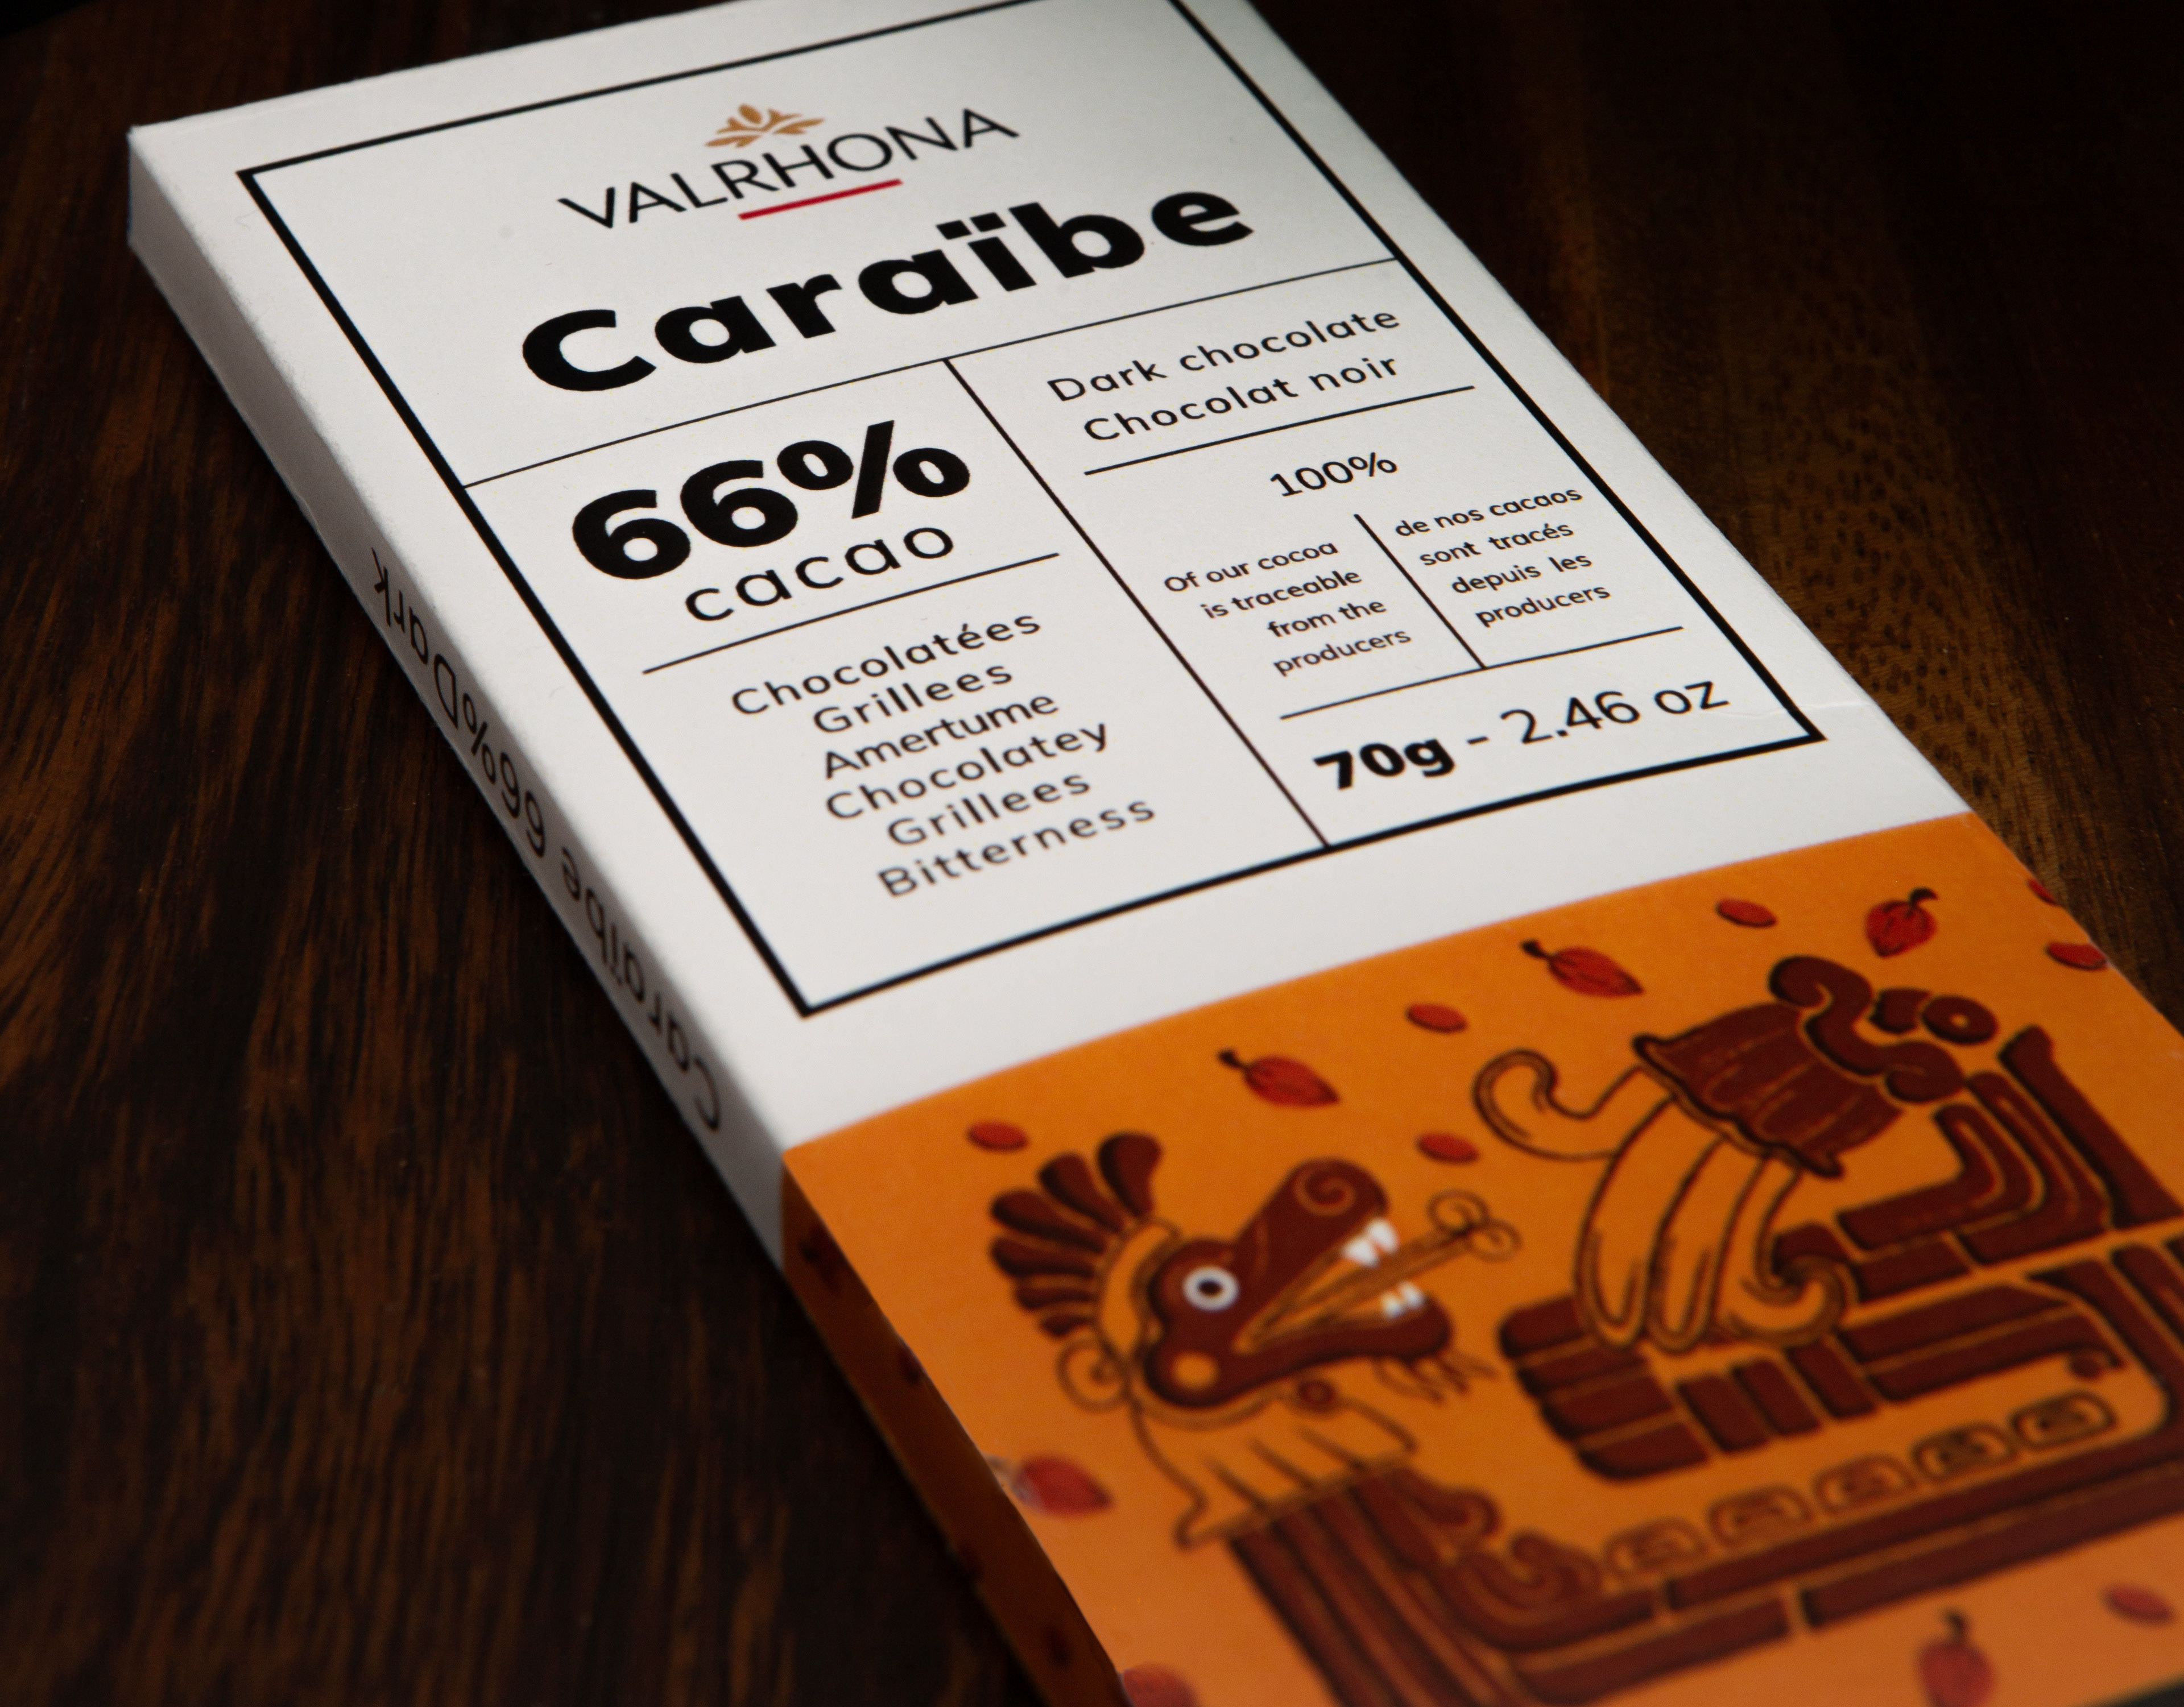 VALRHONA
Caraïbe
66%
cacao
Chocolatées
Grillees
Amertume
Chocolatey
Grillees
Bitterness
Dark chocolate
Chocolat noir
100%
Of our cocoa
is traceable
from the
producers
de nos cacaos
sont tracés
depuis les
producers
70g - 2.46 oz
Caraïbe 66% Dark